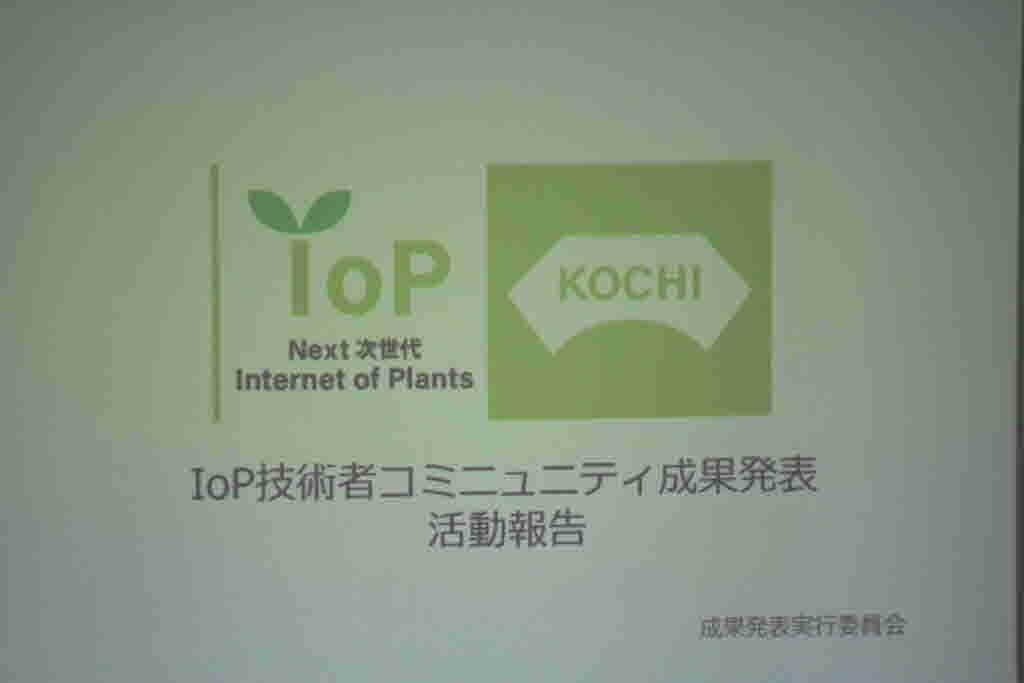 IoP
Next 次世代
Internet of Plants
KOCHI
IoP技術者コミニュニティ成果発表
活動報告
成果発表実行委員会